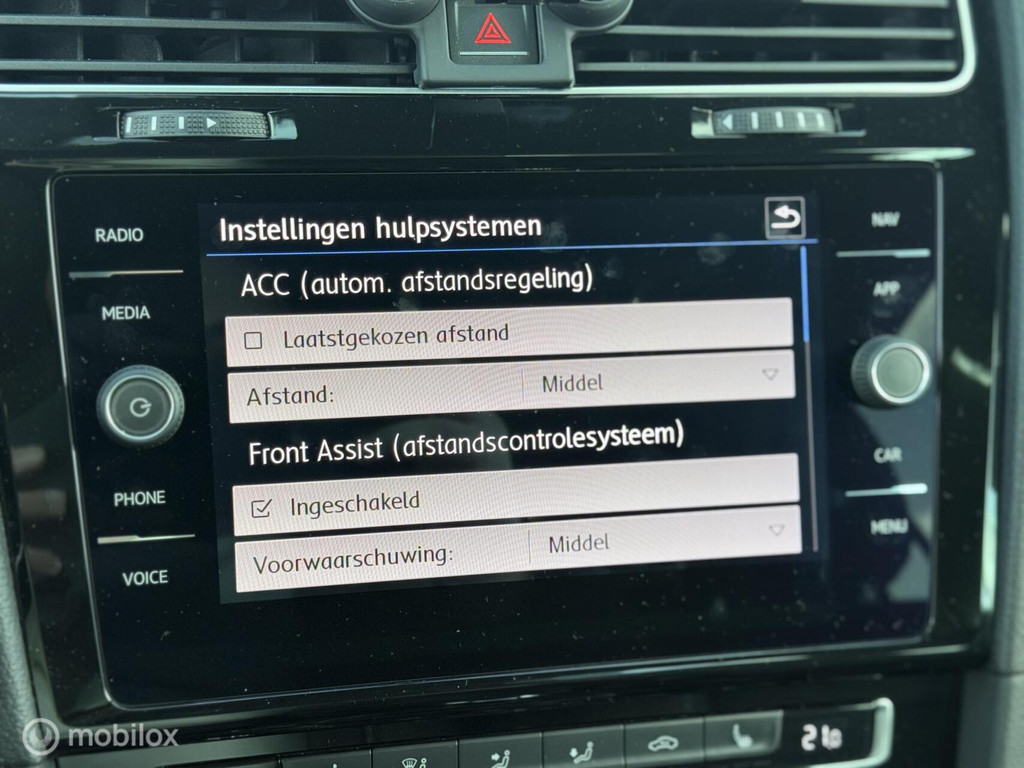 RADIO
MEDIA
PHONE
VOICE
Instellingen hulpsystemen
ACC (autom. afstandsregeling)
Laatstgekozen afstand
Afstand: Middel
Front Assist (afstandscontrolesysteem)
Ingeschakeld
Voorwaarschuwing: Middel
NAV
APP
CAR
MENU
mobilox